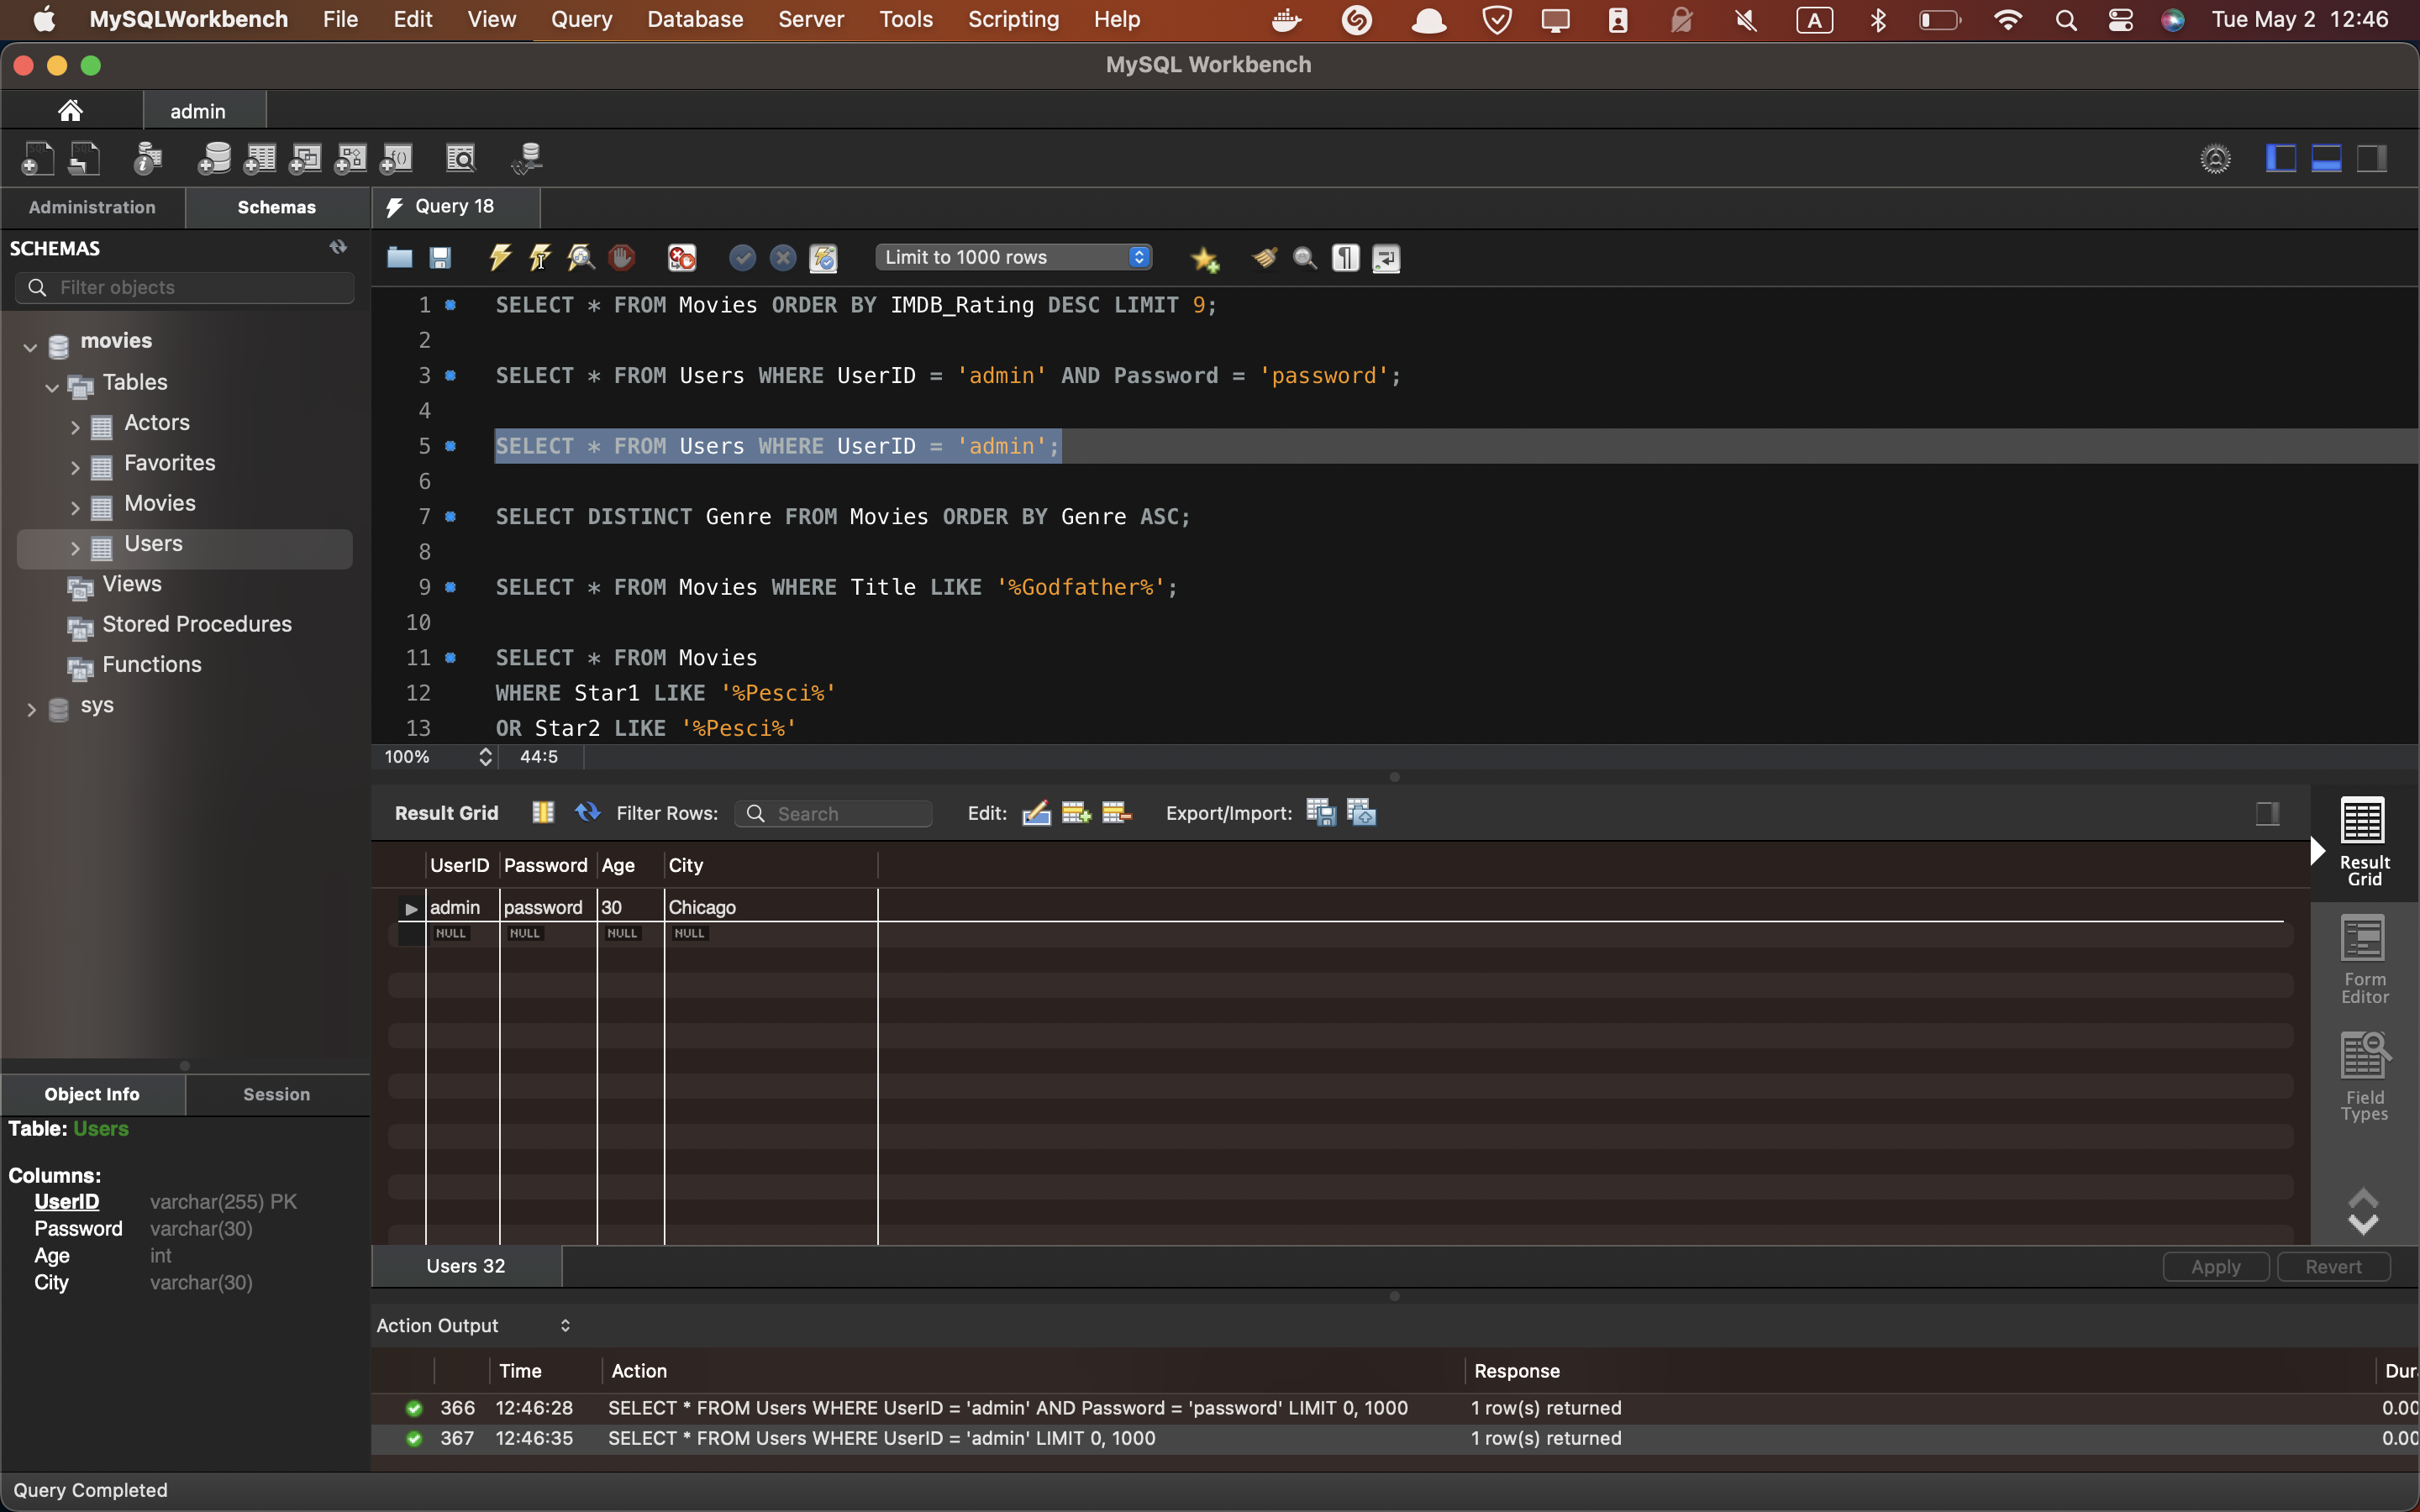 MySQLWorkbench File Edit View Query Database Server Tools Scripting Help A Tue May 2 12:46
MySQL Workbench
admin
Administration Schemas Query 18
SCHEMAS
Limit to 1000 rows
Filter objects
movies
Tables
Actors
Favorites
Movies
Users
Views
Stored Procedures
Functions
sys
1 SELECT * FROM Movies ORDER BY IMDB_Rating DESC LIMIT 9;
2
3 SELECT * FROM Users WHERE UserID = 'admin' AND Password = 'password';
4
5 SELECT * FROM Users WHERE UserID = 'admin';
6
7 SELECT DISTINCT Genre FROM Movies ORDER BY Genre ASC;
8
9 SELECT * FROM Movies WHERE Title LIKE '%Godfather%';
10
11 SELECT * FROM Movies
12 WHERE Star1 LIKE '%Pesci%'
13 OR Star2 LIKE '%Pesci%'
100% 44:5
Result Grid Filter Rows: Search Edit: Export/Import:
UserID Password Age City
admin password 30 Chicago
NULL NULL NULL NULL
Result
Grid
Form
Editor
Field
Types
Users 32 Apply Revert
Object Info Session
Table: Users
Columns:
UserID varchar(255) PK
Password varchar(30)
Age int
City varchar(30)
Action Output
Time Action Response Dur
366 12:46:28 SELECT * FROM Users WHERE UserID = 'admin' AND Password = 'password' LIMIT 0, 1000 1 row(s) returned 0.00
367 12:46:35 SELECT * FROM Users WHERE UserID = 'admin' LIMIT 0, 1000 1 row(s) returned 0.00
Query Completed